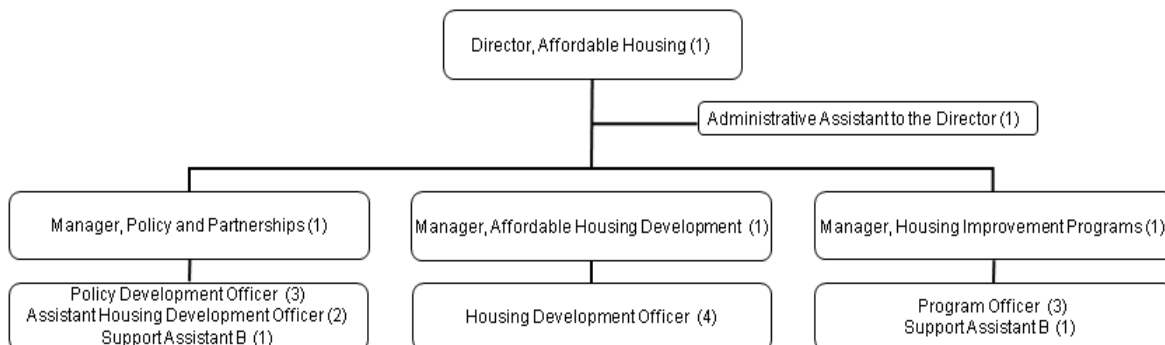 Director, Affordable Housing (1)
Administrative Assistant to the Director (1)
Manager, Policy and Partnerships (1)
Manager, Affordable Housing Development (1)
Manager, Housing Improvement Programs (1)
Policy Development Officer (3)
Assistant Housing Development Officer (2)
Support Assistant B (1)
Housing Development Officer (4)
Program Officer (3)
Support Assistant B (1)